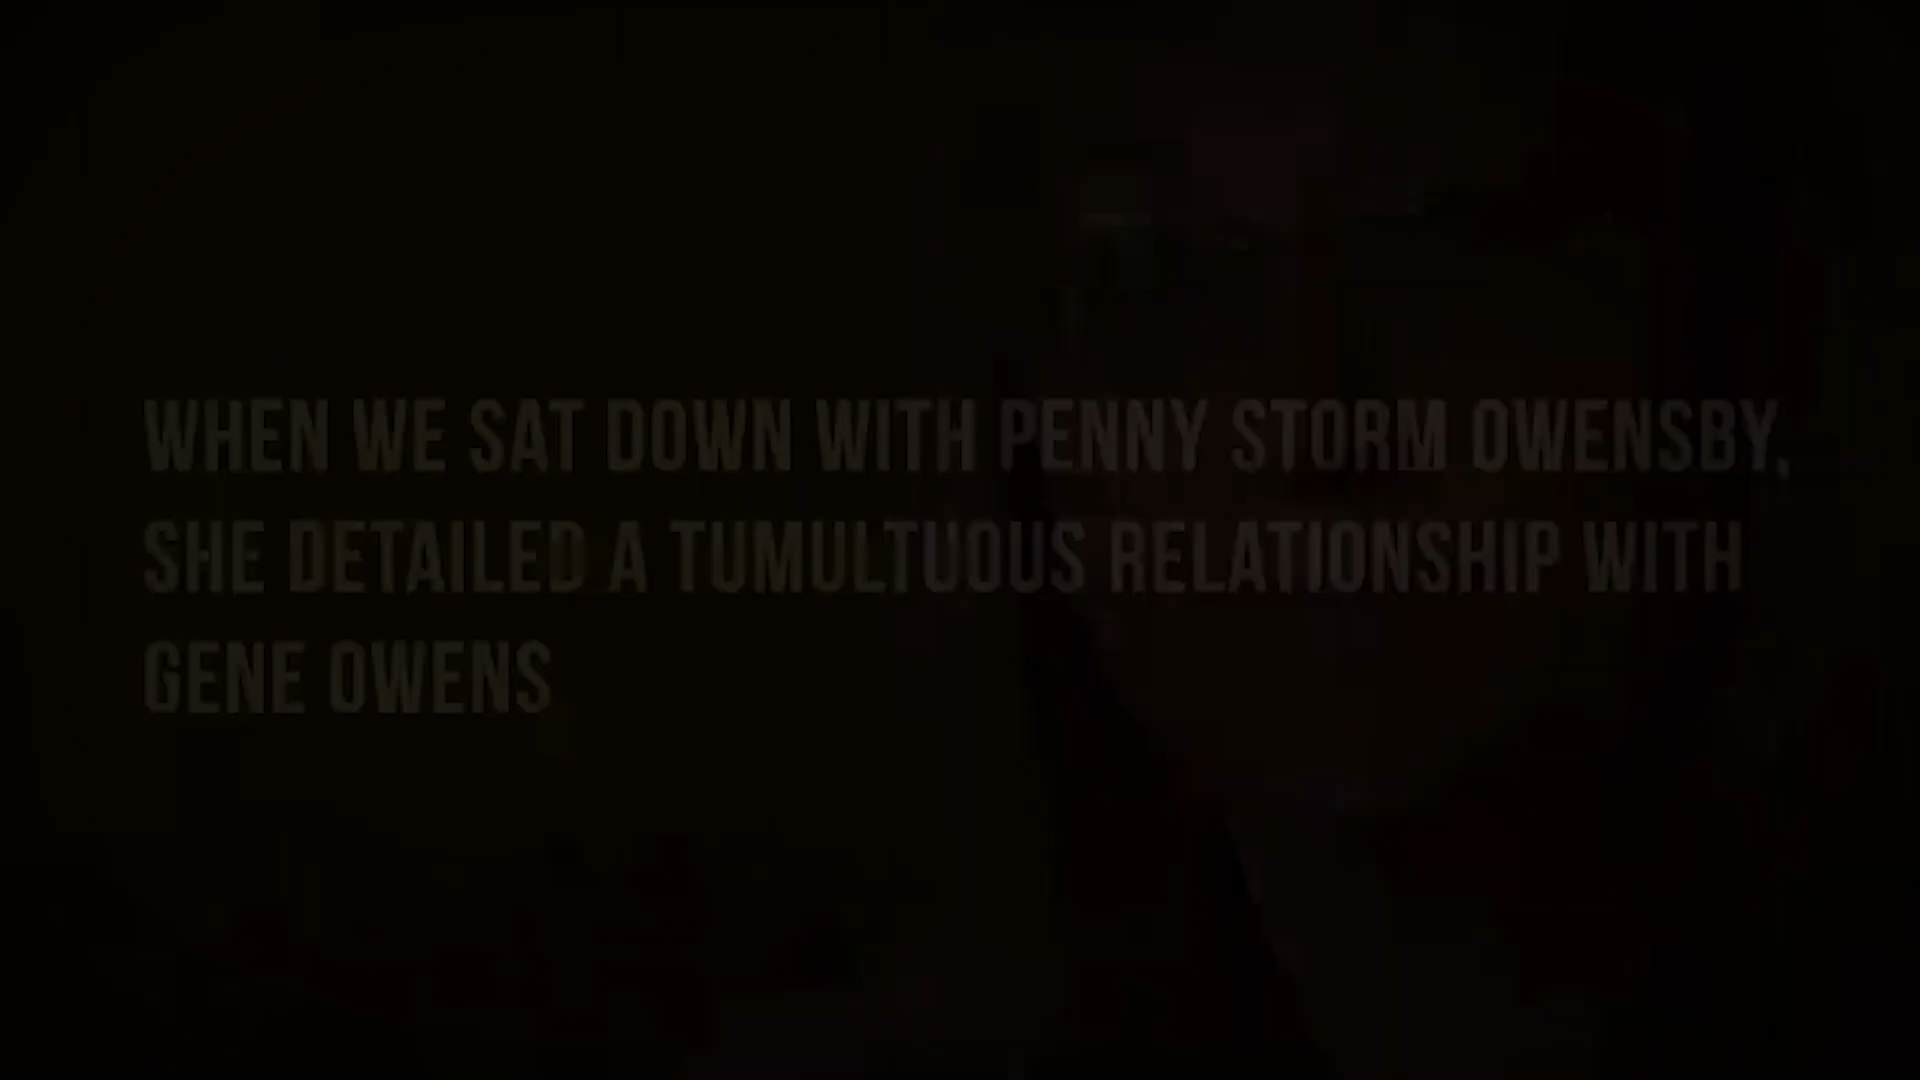 WHEN WE SAT DOWN WITH PENNY STORM OWENSBY,
SHE DETAILED A TUMULTUOUS RELATIONSHIP WITH
GENE OWENS